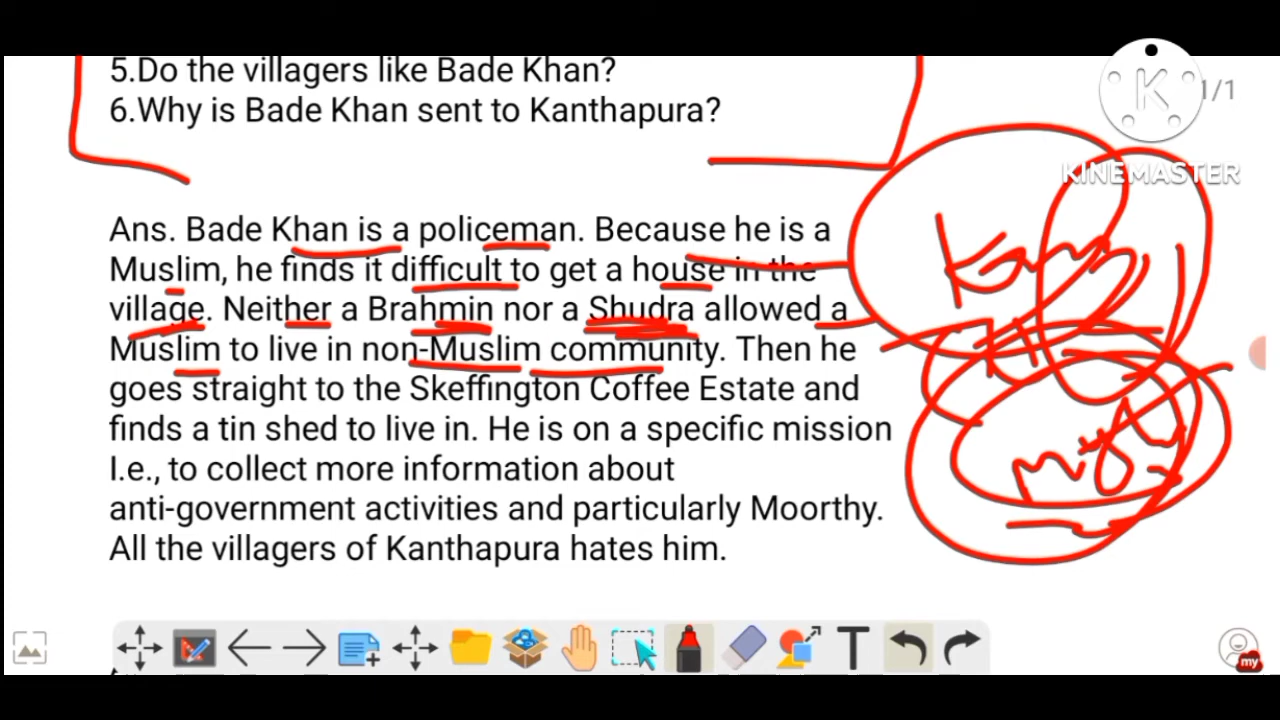 5.Do the villagers like Bade Khan?
6.Why is Bade Khan sent to Kanthapura?
1/1
KINEMASTER
Ans. Bade Khan is a policeman. Because he is a
Muslim, he finds it difficult to get a house in the
village. Neither a Brahmin nor a Shudra allowed a
Muslim to live in non-Muslim community. Then he
goes straight to the Skeffington Coffee Estate and
finds a tin shed to live in. He is on a specific mission
I.e., to collect more information about
anti-government activities and particularly Moorthy.
All the villagers of Kanthapura hates him.
T
my